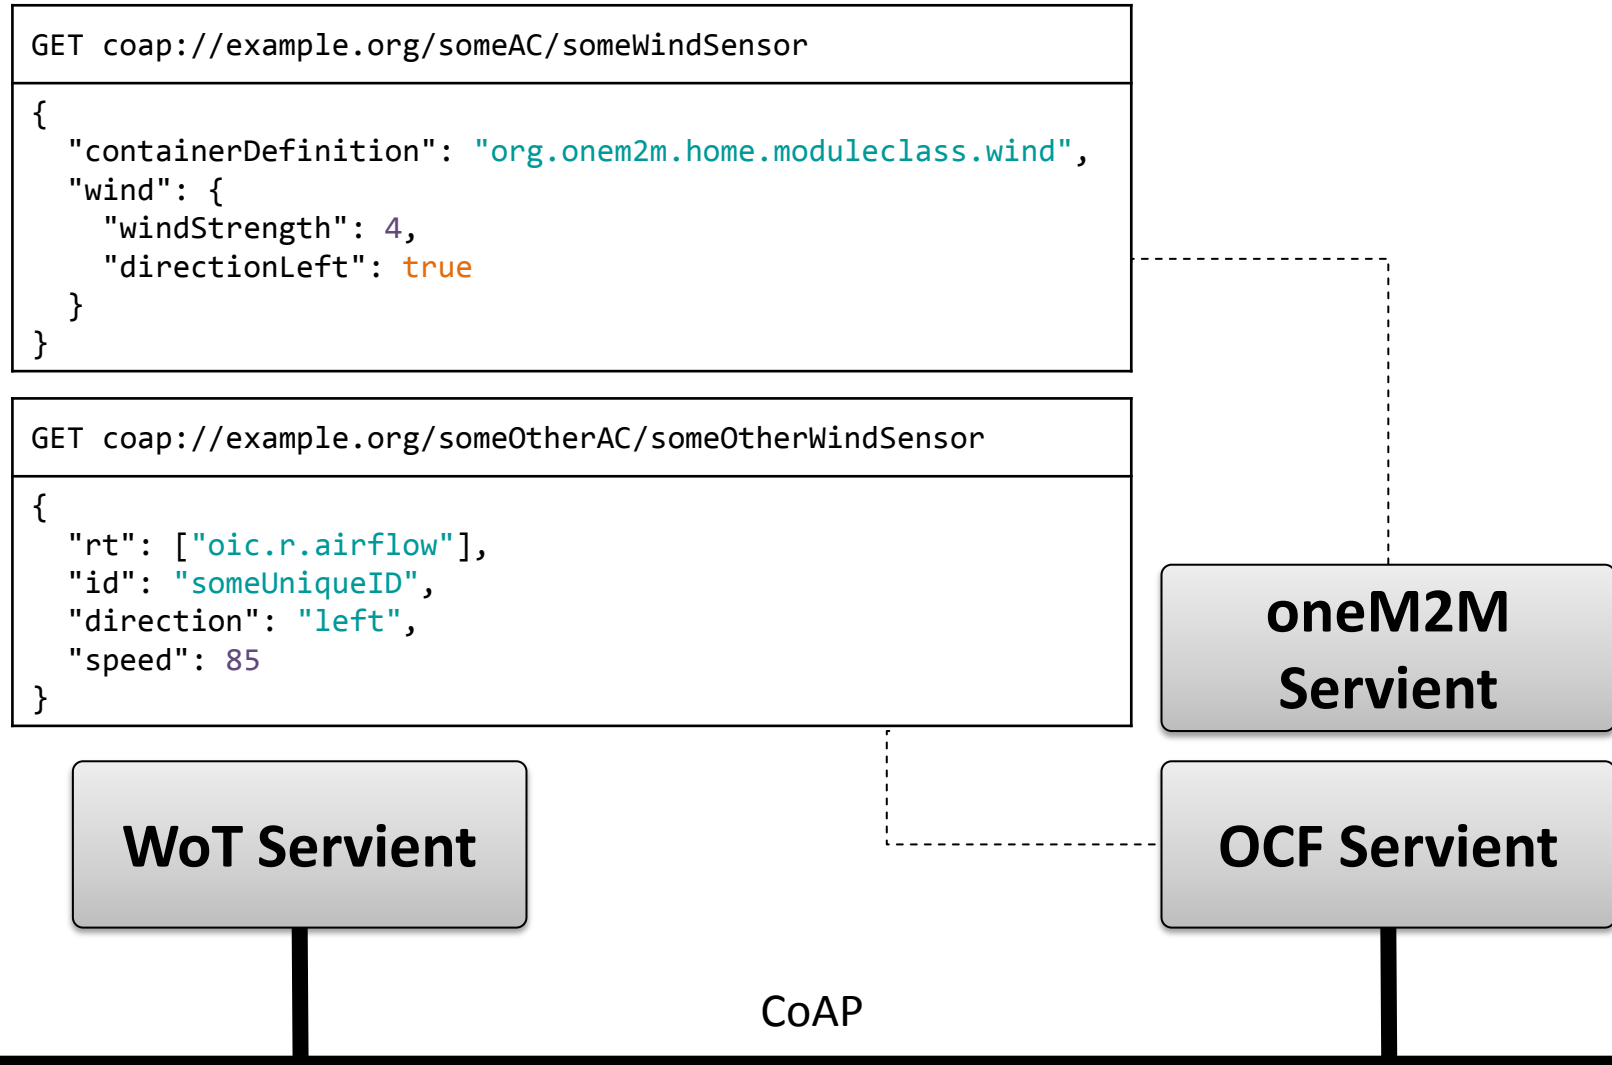 GET coap://example.org/someAC/someWindSensor
{
  "containerDefinition": "org.onem2m.home.moduleclass.wind",
  "wind": {
    "windStrength": 4,
    "directionLeft": true
  }
}
GET coap://example.org/someOtherAC/someOtherWindSensor
{
  "rt": ["oic.r.airflow"],
  "id": "someUniqueID",
  "direction": "left",
  "speed": 85
}
oneM2M
Servient
WoT Servient
OCF Servient
CoAP